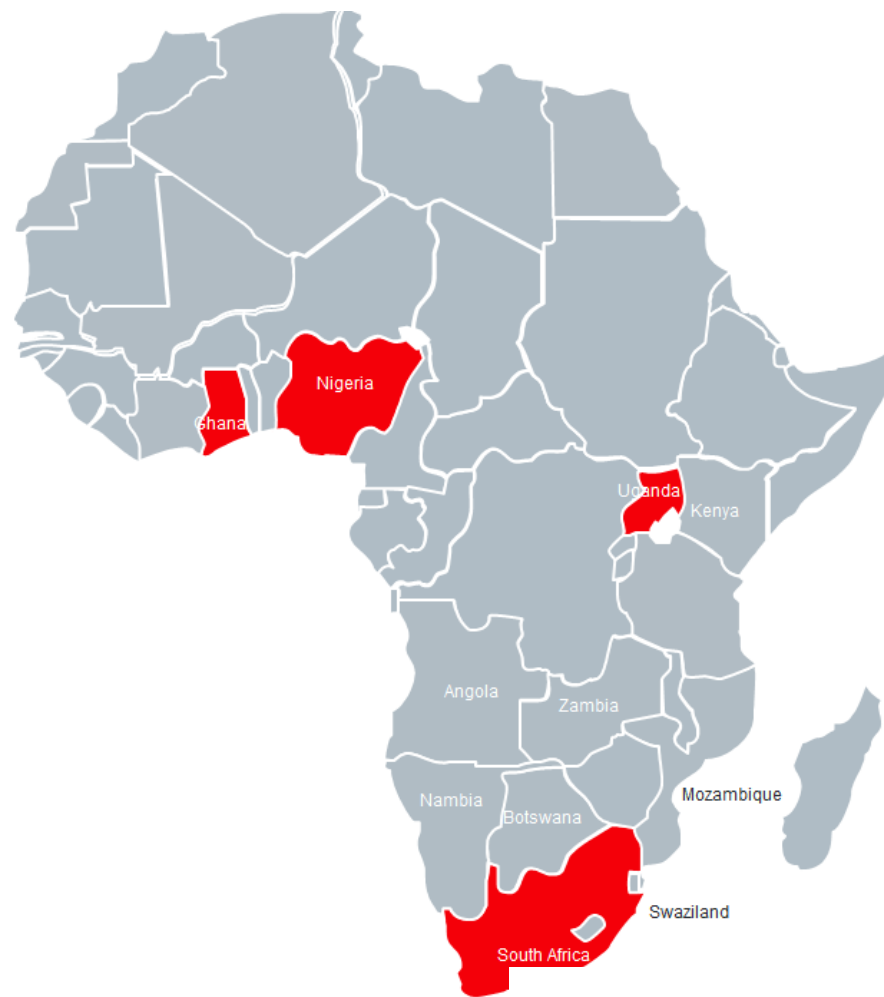 Nigeria
Ghana
Uganda
Kenya
Angola
Zambia
Mozambique
Nambia
Botswana
Swaziland
South Africa